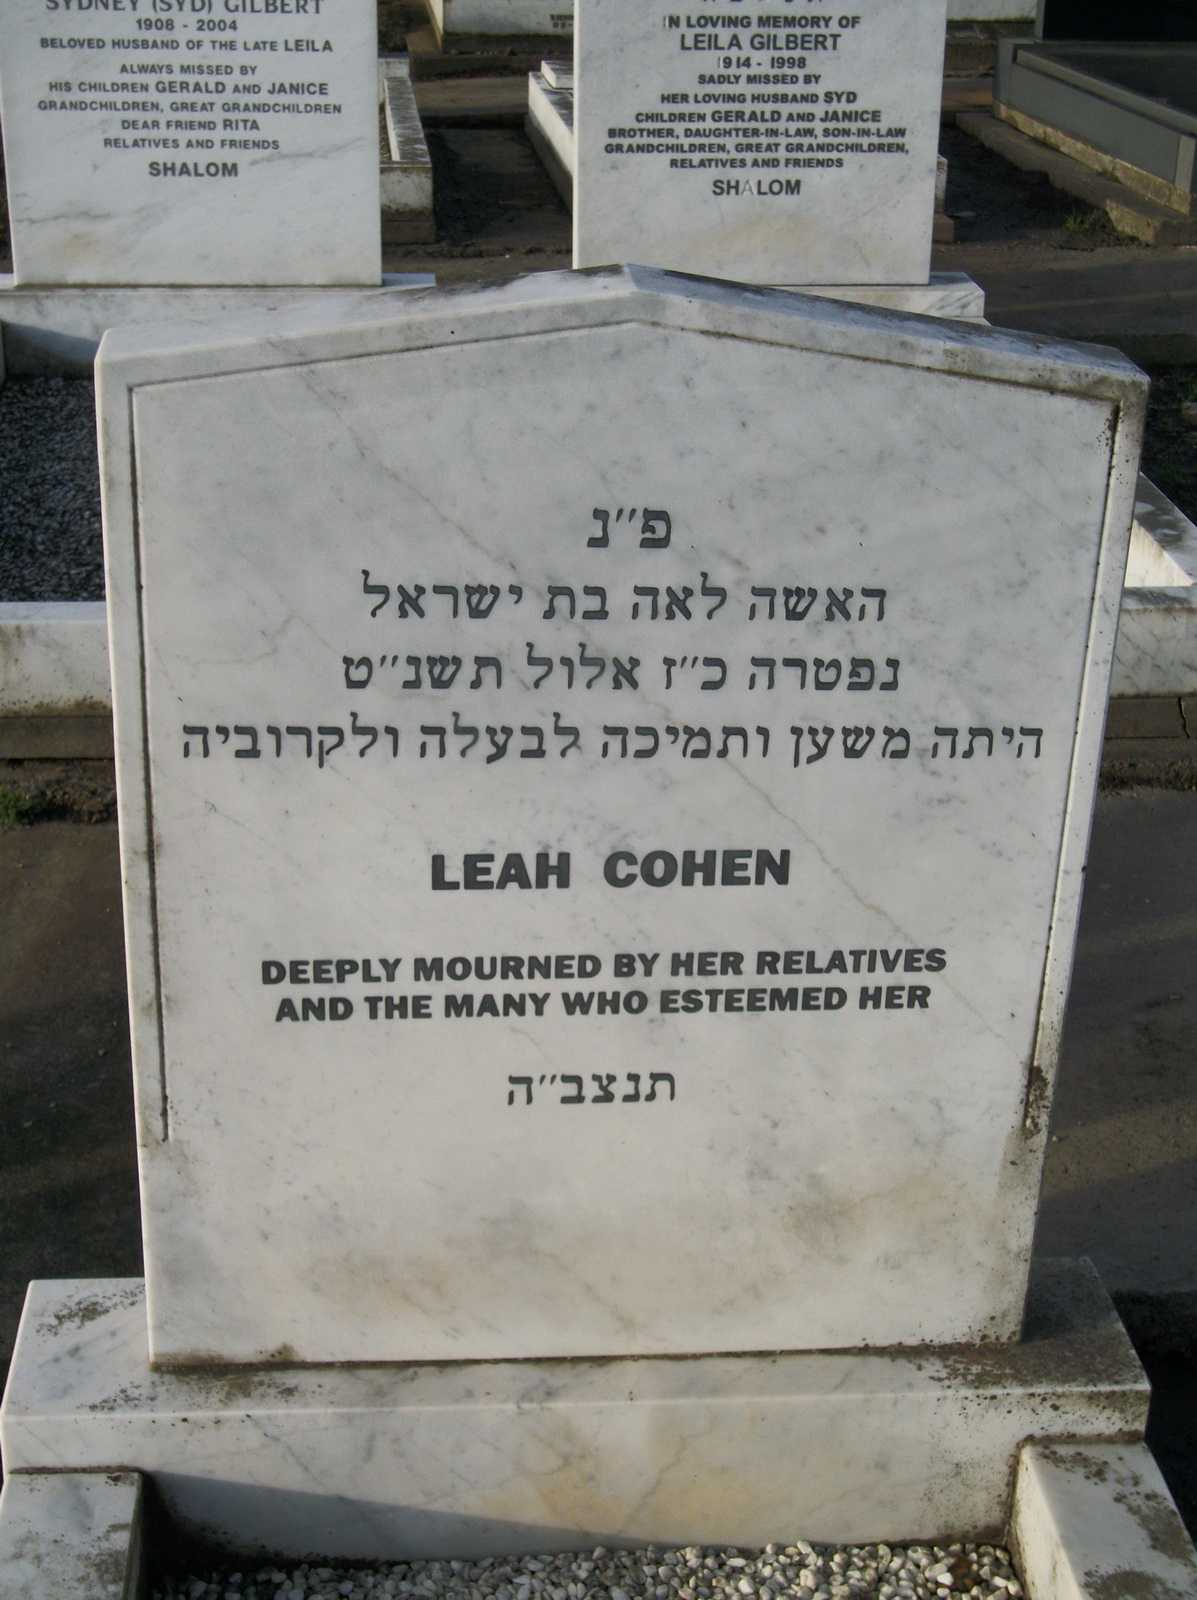 SYDNEY (SYD) GILBERT
1908 - 2004
BELOVED HUSBAND OF THE LATE LEILA
ALWAYS MISSED BY
HIS CHILDREN GERALD AND JANICE
GRANDCHILDREN, GREAT GRANDCHILDREN
DEAR FRIEND RITA
RELATIVES AND FRIENDS
SHALOM
IN LOVING MEMORY OF
LEILA GILBERT
1914 - 1998
SADLY MISSED BY
HER LOVING HUSBAND SYD
CHILDREN GERALD AND JANICE
BROTHER, DAUGHTER-IN-LAW, SON-IN-LAW
GRANDCHILDREN, GREAT GRANDCHILDREN,
RELATIVES AND FRIENDS
SHALOM
פ״נ
האשה לאה בת ישראל
נפטרה כ״ז אלול תשנ״ט
היתה משען ותמיכה לבעלה ולקרוביה
LEAH COHEN
DEEPLY MOURNED BY HER RELATIVES
AND THE MANY WHO ESTEEMED HER
תנצב״ה